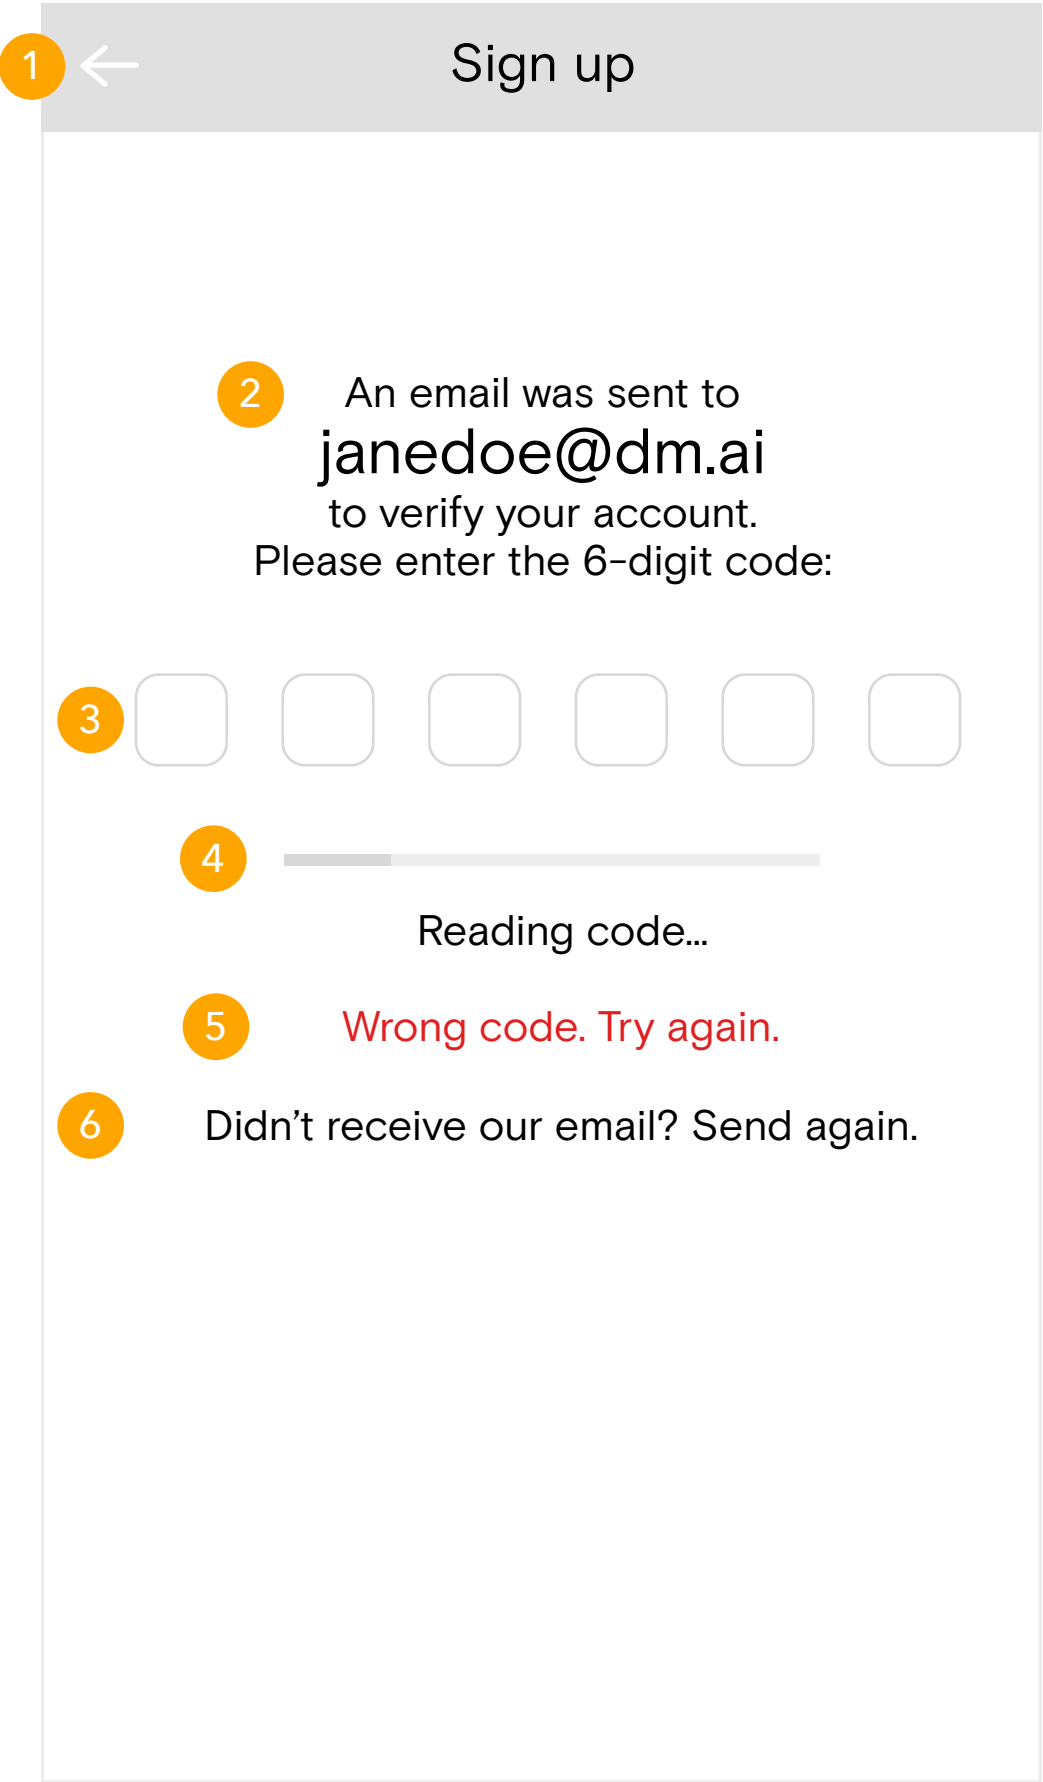 1
Sign up
2
An email was sent to
janedoe@dm.ai
to verify your account.
Please enter the 6-digit code:
3
4
Reading code...
5
Wrong code. Try again.
6
Didn’t receive our email? Send again.